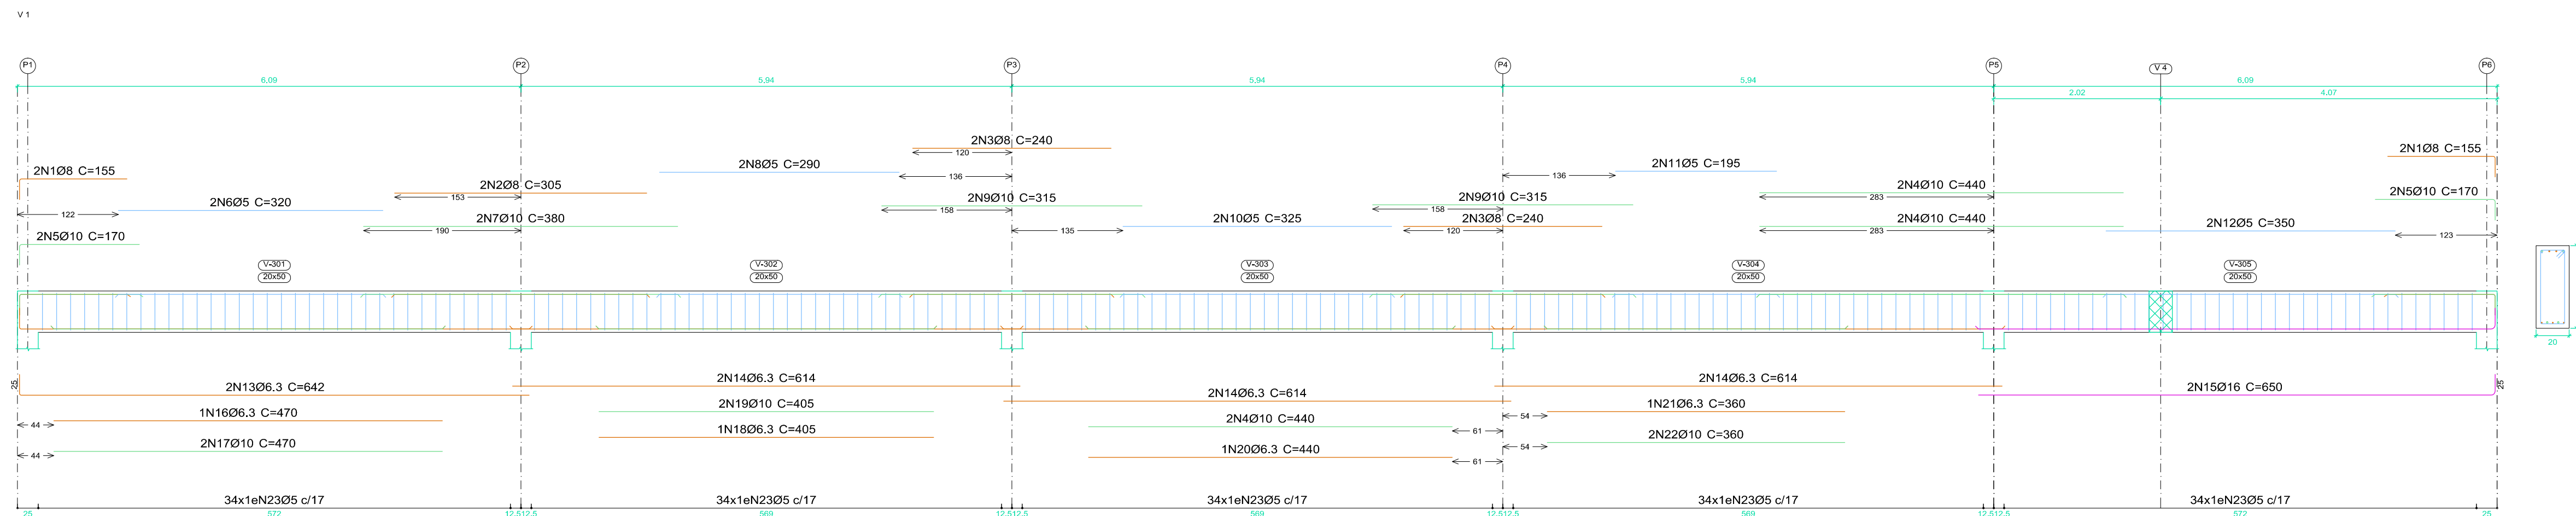 V 1
P1 P2 P3 P4 P5 V 4 P6
6.09 5.94 5.94 5.94 6.09
2.02 4.07
2N3Ø8 C=240
120
2N1Ø8 C=155
2N8Ø5 C=290
136
2N11Ø5 C=195
136
2N1Ø8 C=155
2N2Ø8 C=305
153
2N4Ø10 C=440
283
2N6Ø5 C=320
122
2N9Ø10 C=315
158
2N9Ø10 C=315
158
2N5Ø10 C=170
2N7Ø10 C=380
190
2N10Ø5 C=325
135
2N3Ø8 C=240
120
2N4Ø10 C=440
283
2N12Ø5 C=350
123
2N5Ø10 C=170
V-301 V-302 V-303 V-304 V-305
20x50 20x50 20x50 20x50 20x50
20
25
2N13Ø6.3 C=642
2N14Ø6.3 C=614
2N14Ø6.3 C=614
2N14Ø6.3 C=614
2N15Ø16 C=650
25
1N16Ø6.3 C=470
44
2N19Ø10 C=405
2N4Ø10 C=440
61
1N21Ø6.3 C=360
54
2N17Ø10 C=470
44
1N18Ø6.3 C=405
1N20Ø6.3 C=440
61
2N22Ø10 C=360
54
34x1eN23Ø5 c/17 34x1eN23Ø5 c/17 34x1eN23Ø5 c/17 34x1eN23Ø5 c/17 34x1eN23Ø5 c/17
25 572 12.512.5 569 12.512.5 569 12.512.5 569 12.512.5 572 25